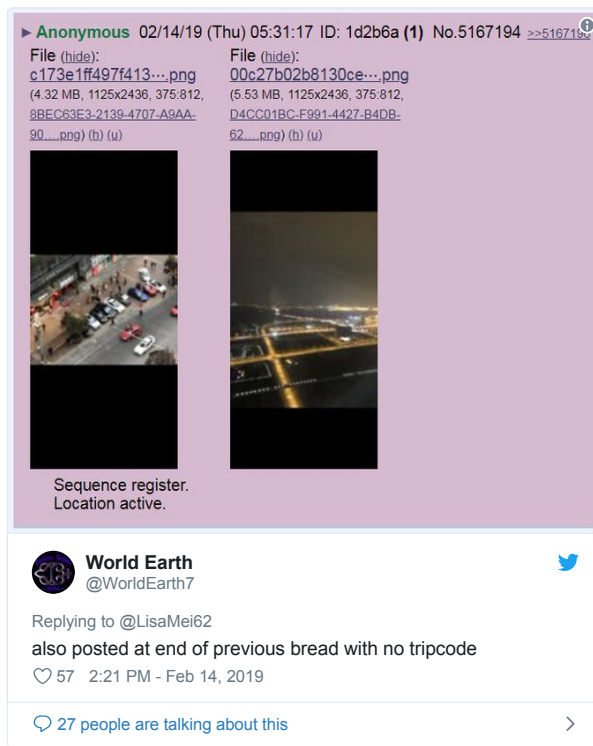 ▶ Anonymous 02/14/19 (Thu) 05:31:17 ID: 1d2b6a (1) No.5167194 >>5167196
File (hide):
c173e1ff497f413⋯.png
(4.32 MB, 1125x2436, 375:812,
8BEC63E3-2139-4707-A9AA-
90….png) (h) (u)
File (hide):
00c27b02b8130ce⋯.png
(5.53 MB, 1125x2436, 375:812,
D4CC01BC-F991-4427-B4DB-
62….png) (h) (u)
Sequence register.
Location active.
World Earth
@WorldEarth7
Replying to @LisaMei62
also posted at end of previous bread with no tripcode
57 2:21 PM - Feb 14, 2019
27 people are talking about this